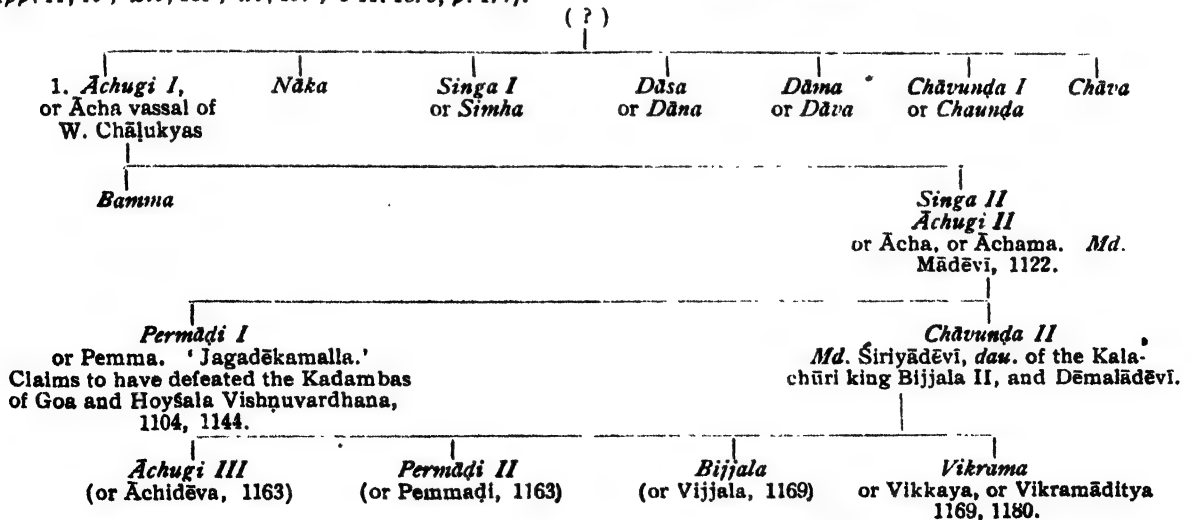 ( ? )
1. Āchugi I, Nāka Singa I Dāsa Dāma Chāvuṇḍa I Chāva
or Ācha vassal of or Simha or Dāna or Dāva or Chaunḍa
W. Chāḷukyas
Bamma Singa II
Āchugi II
or Ācha, or Āchama. Md.
Mādēvī, 1122.
Permāḍi I Chāvuṇḍa II
or Pemma. ‘Jagadēkamalla.’ Md. Śiriyādēvī, dau. of the Kala-
Claims to have defeated the Kadambas chūri king Bijjala II, and Dēmalādēvī.
of Goa and Hoyśala Vishṇuvardhana,
1104, 1144.
Āchugi III Permāḍi II Bijjala Vikrama
(or Āchidēva, 1163) (or Pemmaḍi, 1163) (or Vijjala, 1169) or Vikkaya, or Vikramāditya
1169, 1180.